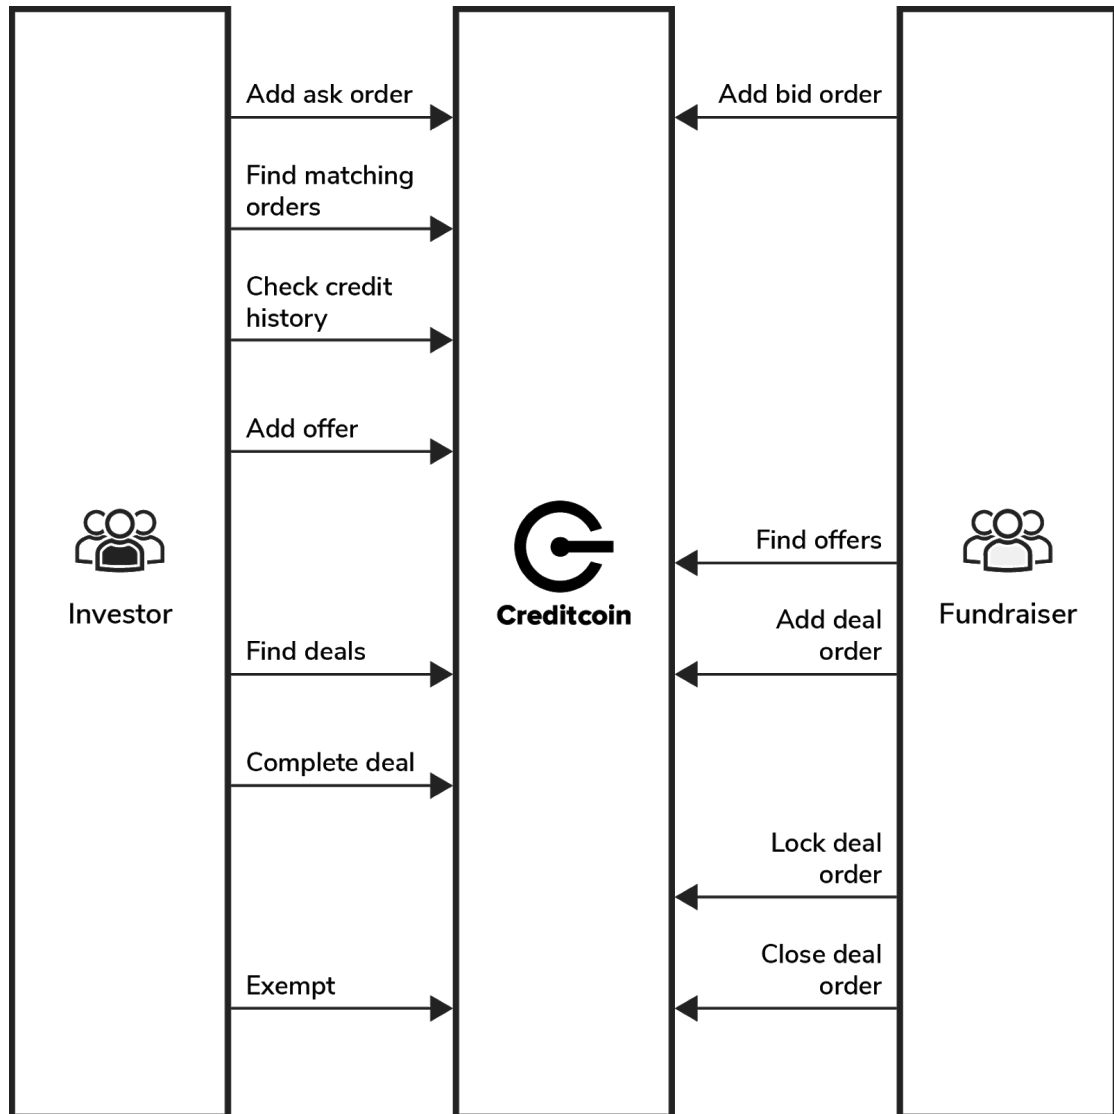 Add ask order
Add bid order
Find matching
orders
Check credit
history
Add offer
Find offers
Investor
Creditcoin
Fundraiser
Add deal
order
Find deals
Complete deal
Lock deal
order
Close deal
order
Exempt